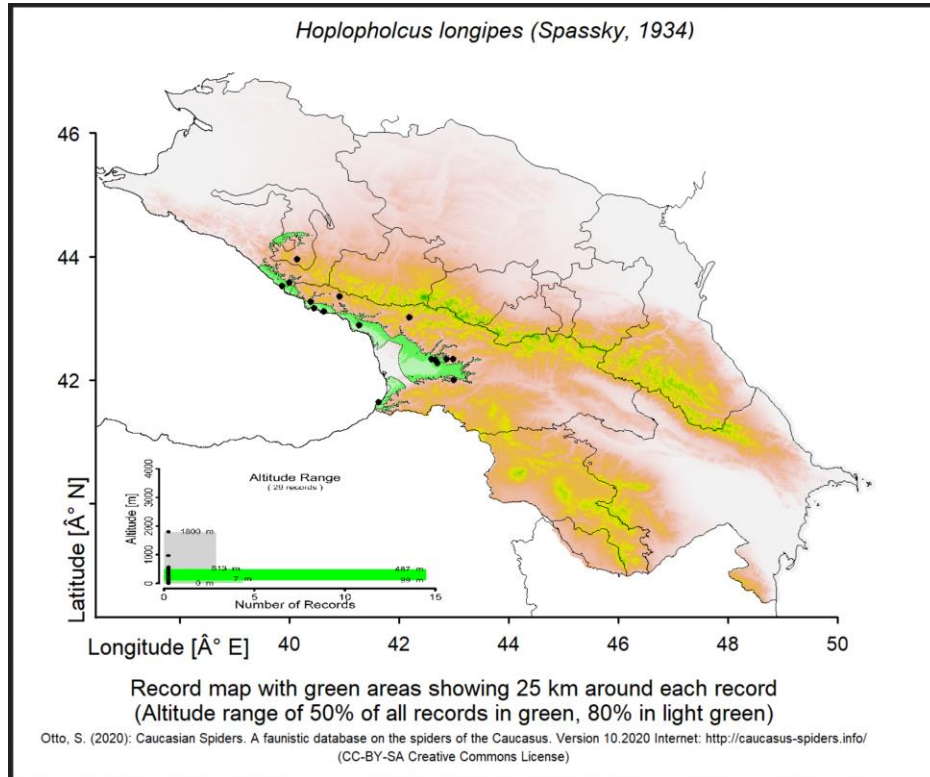 Hoplopholcus longipes (Spassky, 1934)
46
44
42
Latitude [Â° N]
Altitude Range
( 29 records )
Altitude [m]
4000
3000
2000
1000
0
1800 m
513 m
487 m
7 m
99 m
0 m
0
5
10
15
Number of Records
Longitude [Â° E]
40
42
44
46
48
50
Record map with green areas showing 25 km around each record
(Altitude range of 50% of all records in green, 80% in light green)
Otto, S. (2020): Caucasian Spiders. A faunistic database on the spiders of the Caucasus. Version 10.2020 Internet: http://caucasus-spiders.info/
(CC-BY-SA Creative Commons License)